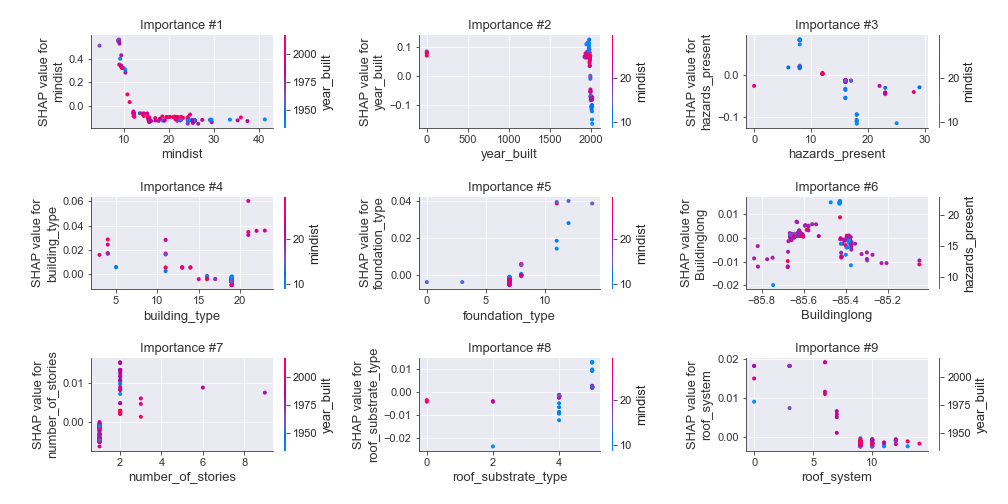 Importance #1
Importance #2
Importance #3
SHAP value for
mindist
0.4
0.2
0.0
10
20
30
40
mindist
2000
1975
1950
year_built
SHAP value for
year_built
0.1
0.0
−0.1
0
500
1000
1500
2000
year_built
20
10
mindist
SHAP value for
hazards_present
0.0
−0.1
0
10
20
30
hazards_present
20
10
mindist
Importance #4
Importance #5
Importance #6
SHAP value for
building_type
0.06
0.04
0.02
0.00
5
10
15
20
building_type
20
10
mindist
SHAP value for
foundation_type
0.04
0.02
0.00
0
5
10
foundation_type
20
10
mindist
SHAP value for
Buildinglong
0.01
0.00
−0.01
−0.02
−85.8
−85.6
−85.4
−85.2
Buildinglong
20
15
10
hazards_present
Importance #7
Importance #8
Importance #9
SHAP value for
number_of_stories
0.01
0.00
2
4
6
8
number_of_stories
2000
1975
1950
year_built
SHAP value for
roof_substrate_type
0.01
0.00
−0.01
−0.02
0
2
4
roof_substrate_type
20
10
mindist
SHAP value for
roof_system
0.02
0.01
0.00
0
5
10
roof_system
2000
1975
1950
year_built